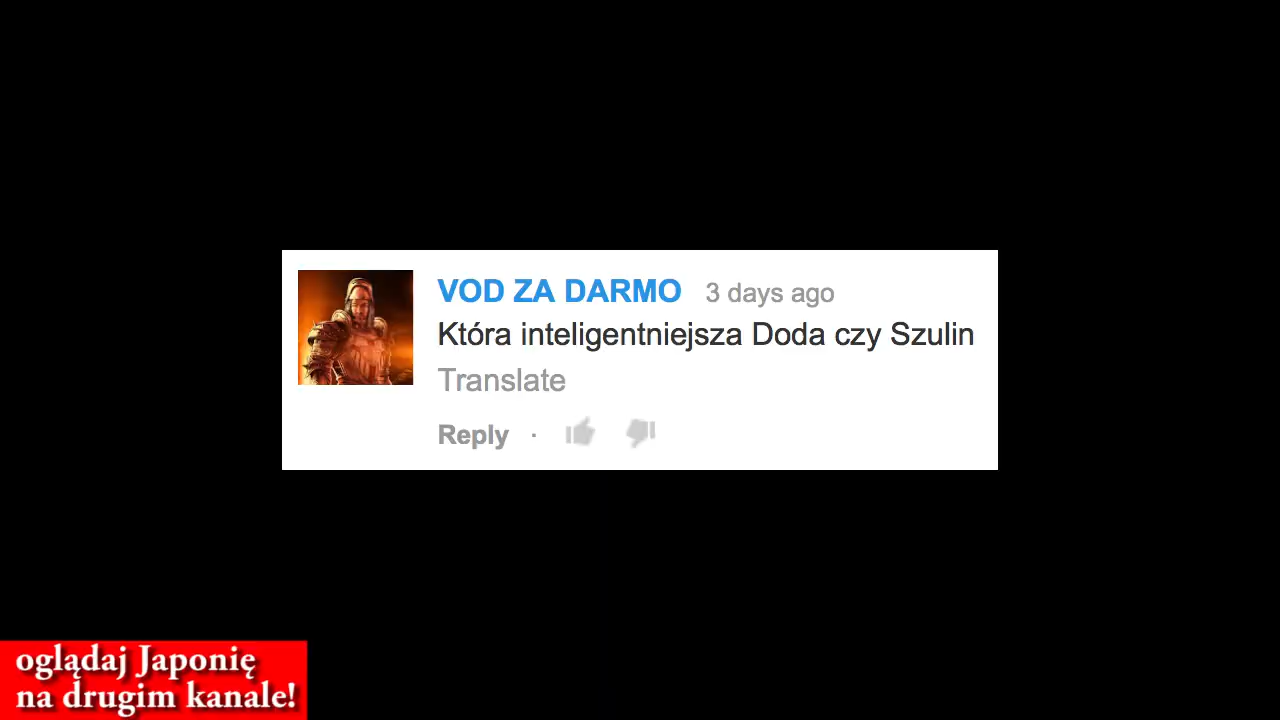 VOD ZA DARMO 3 days ago
Która inteligentniejsza Doda czy Szulin
Translate
Reply ·
oglądaj Japonię
na drugim kanale!